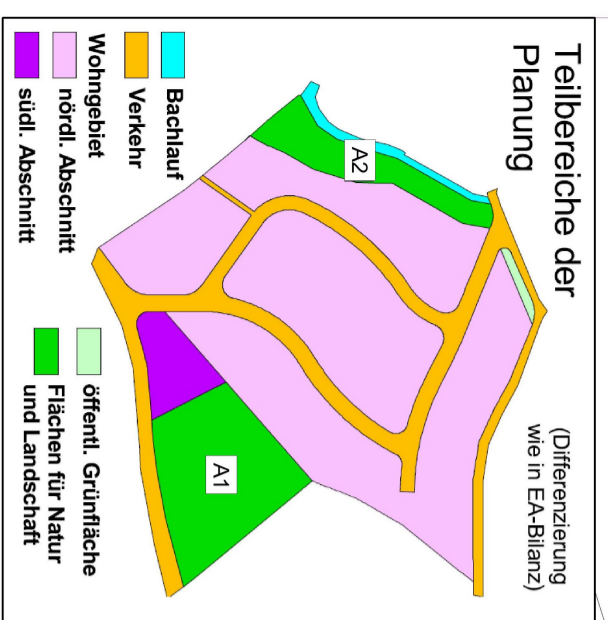 Teilbereiche der
Planung
(Differenzierung
wie in EA-Bilanz)
A2
A1
Bachlauf
Verkehr
Wohngebiet
nördl. Abschnitt
südl. Abschnitt
öffentl. Grünfläche
Flächen für Natur
und Landschaft